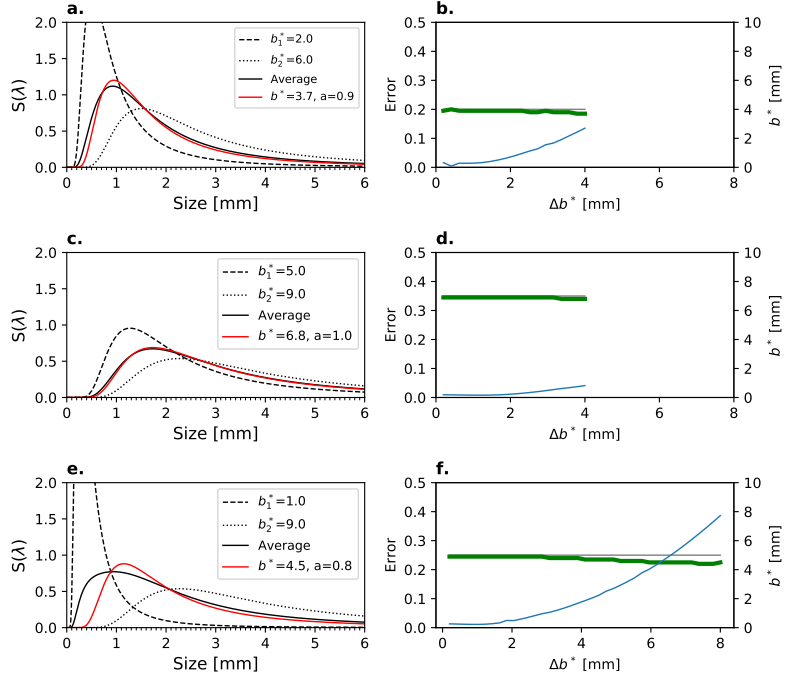 a.
S(λ)
2.0
1.5
1.0
0.5
0.0
b₁*=2.0
b₂*=6.0
Average
b*=3.7, a=0.9
0 1 2 3 4 5 6
Size [mm]
b.
Error
0.5
0.4
0.3
0.2
0.1
0.0
10
8
6
4
2
0
b* [mm]
0 2 4 6 8
Δb* [mm]
c.
S(λ)
2.0
1.5
1.0
0.5
0.0
b₁*=5.0
b₂*=9.0
Average
b*=6.8, a=1.0
0 1 2 3 4 5 6
Size [mm]
d.
Error
0.5
0.4
0.3
0.2
0.1
0.0
10
8
6
4
2
0
b* [mm]
0 2 4 6 8
Δb* [mm]
e.
S(λ)
2.0
1.5
1.0
0.5
0.0
b₁*=1.0
b₂*=9.0
Average
b*=4.5, a=0.8
0 1 2 3 4 5 6
Size [mm]
f.
Error
0.5
0.4
0.3
0.2
0.1
0.0
10
8
6
4
2
0
b* [mm]
0 2 4 6 8
Δb* [mm]